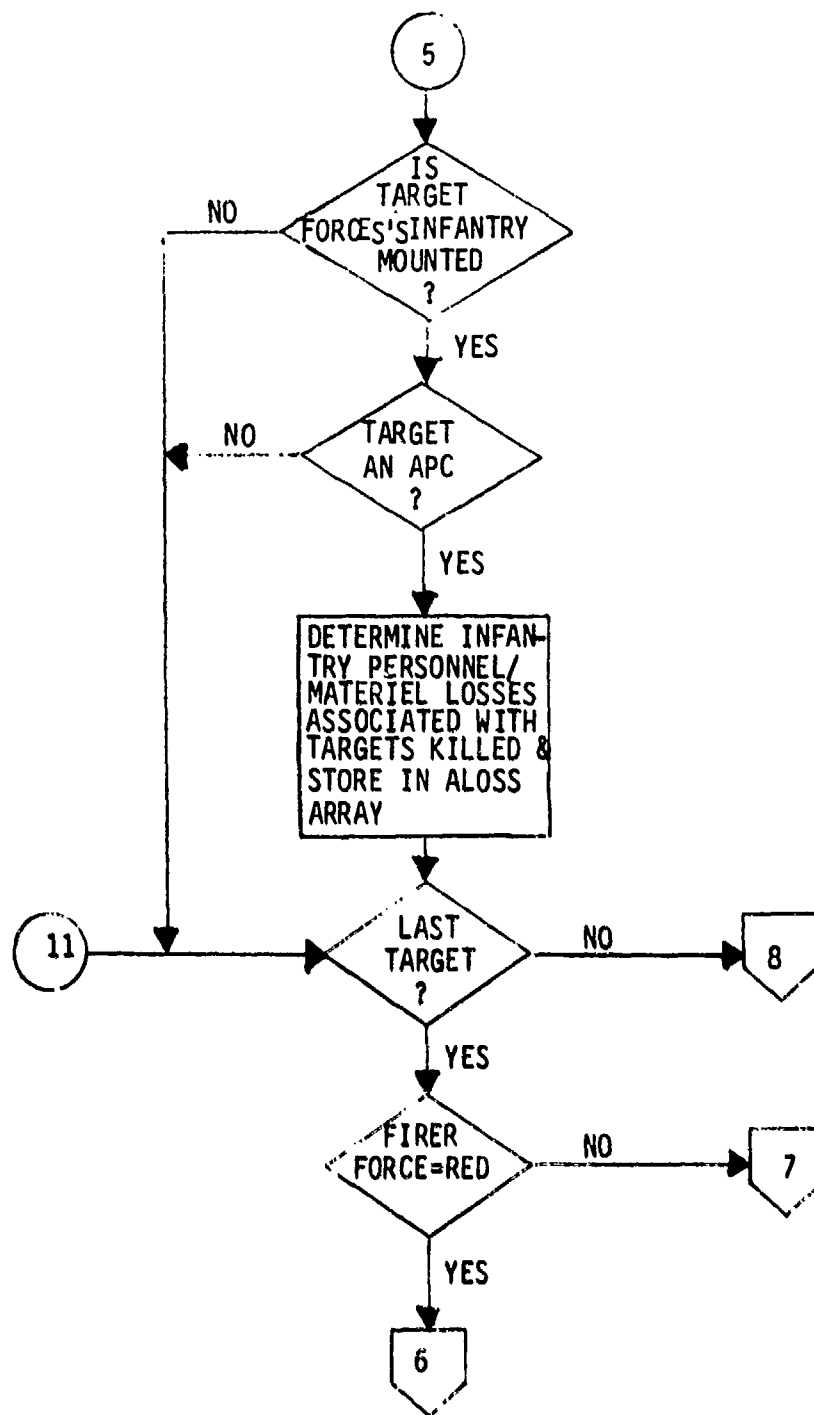 5
IS
TARGET
FORCES'S INFANTRY
MOUNTED
?
NO
YES
TARGET
AN APC
?
NO
YES
DETERMINE INFAN-
TRY PERSONNEL/
MATERIEL LOSSES
ASSOCIATED WITH
TARGETS KILLED &
STORE IN ALOSS
ARRAY
11
LAST
TARGET
?
NO
8
YES
FIRER
FORCE=RED
NO
7
YES
6